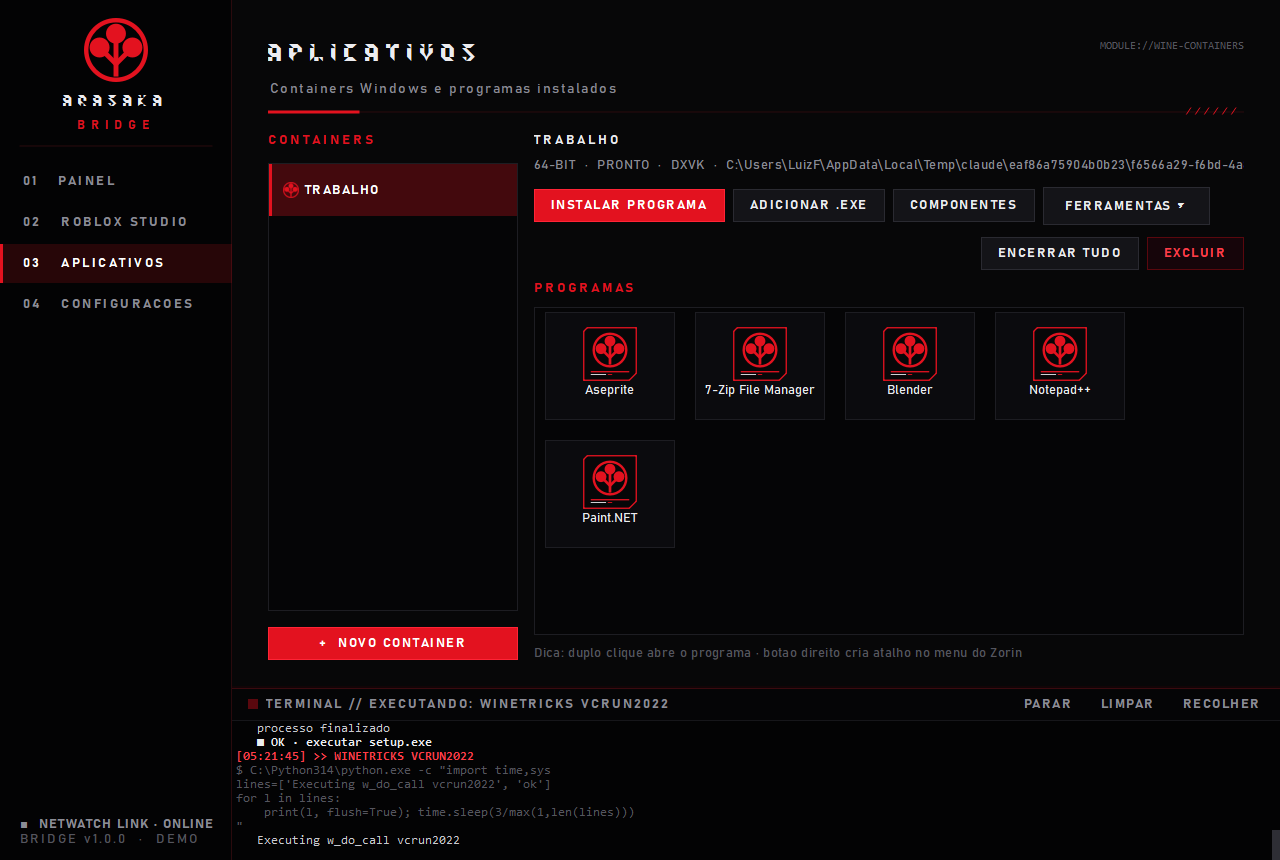 ARASAKA
BRIDGE
01 PAINEL
02 ROBLOX STUDIO
03 APLICATIVOS
04 CONFIGURACOES
■ NETWATCH LINK · ONLINE
BRIDGE v1.0.0 · DEMO
APLICATIVOS
MODULE://WINE-CONTAINERS
Containers Windows e programas instalados
//////
CONTAINERS
TRABALHO
+ NOVO CONTAINER
TRABALHO
64-BIT · PRONTO · DXVK · C:\Users\LuizF\AppData\Local\Temp\claude\eaf86a75904b0b23\f6566a29-f6bd-4a
INSTALAR PROGRAMA
ADICIONAR .EXE
COMPONENTES
FERRAMENTAS
ENCERRAR TUDO
EXCLUIR
PROGRAMAS
Aseprite
7-Zip File Manager
Blender
Notepad++
Paint.NET
Dica: duplo clique abre o programa · botao direito cria atalho no menu do Zorin
TERMINAL // EXECUTANDO: WINETRICKS VCRUN2022
PARAR
LIMPAR
RECOLHER
processo finalizado
■ OK · executar setup.exe
[05:21:45] >> WINETRICKS VCRUN2022
$ C:\Python314\python.exe -c "import time,sys
lines=['Executing w_do_call vcrun2022', 'ok']
for l in lines:
print(l, flush=True); time.sleep(3/max(1,len(lines)))
"
Executing w_do_call vcrun2022